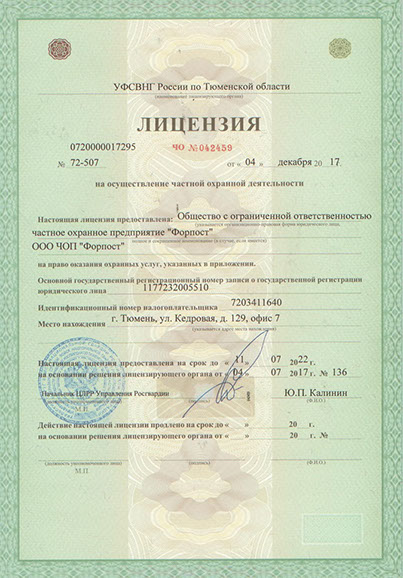 УФСВНГ России по Тюменской области
(наименование лицензирующего органа)
ЛИЦЕНЗИЯ
0720000017295 ЧО № 042459
№ 72-507 от « 04 » декабря 20 17 г.
на осуществление частной охранной деятельности
Настоящая лицензия предоставлена: Общество с ограниченной ответственностью
(указывается организационно-правовая форма юридического лица,
частное охранное предприятие "Форпост"
полное и сокращенное наименование (в случае, если имеется)
ООО ЧОП "Форпост"
на право оказания охранных услуг, указанных в приложении.
Основной государственный регистрационный номер записи о государственной регистрации
юридического лица 1177232005510
Идентификационный номер налогоплательщика 7203411640
Место нахождения г. Тюмень, ул. Кедровая, д. 129, офис 7
(указывается адрес места нахождения)
Настоящая лицензия предоставлена на срок до « 11 » 07 20 22 г.
на основании решения лицензирующего органа от « 04 » 07 20 17 г. № 136
Начальник ЦЛРР Управления Росгвардии Ю.П. Калинин
(должность уполномоченного лица) (подпись) (Ф.И.О.)
М.П.
Действие настоящей лицензии продлено на срок до « » 20 г.
на основании решения лицензирующего органа от « » 20 г. №
(должность уполномоченного лица) (подпись) (Ф.И.О.)
М.П.